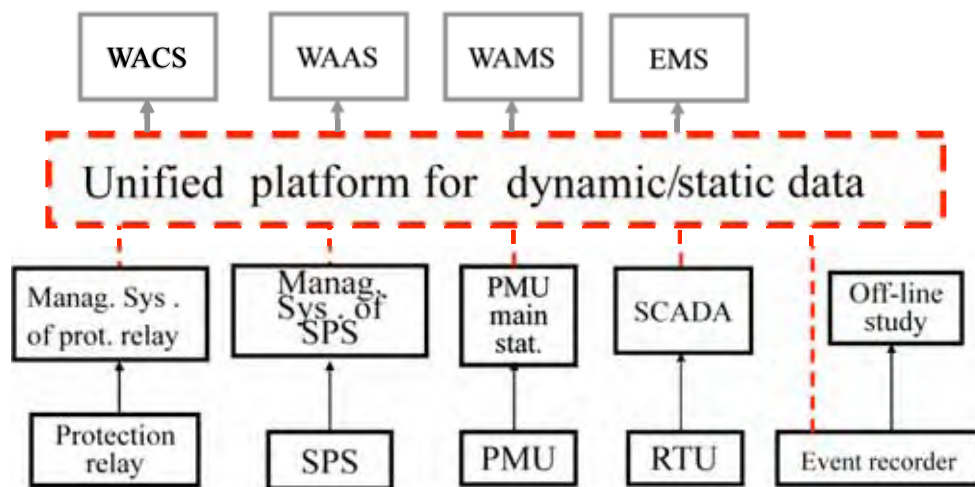 WACS
WAAS
WAMS
EMS
Unified platform for dynamic/static data
Manag. Sys .
of prot. relay
Manag.
Sys . of
SPS
PMU
main
stat.
SCADA
Off-line
study
Protection
relay
SPS
PMU
RTU
Event recorder